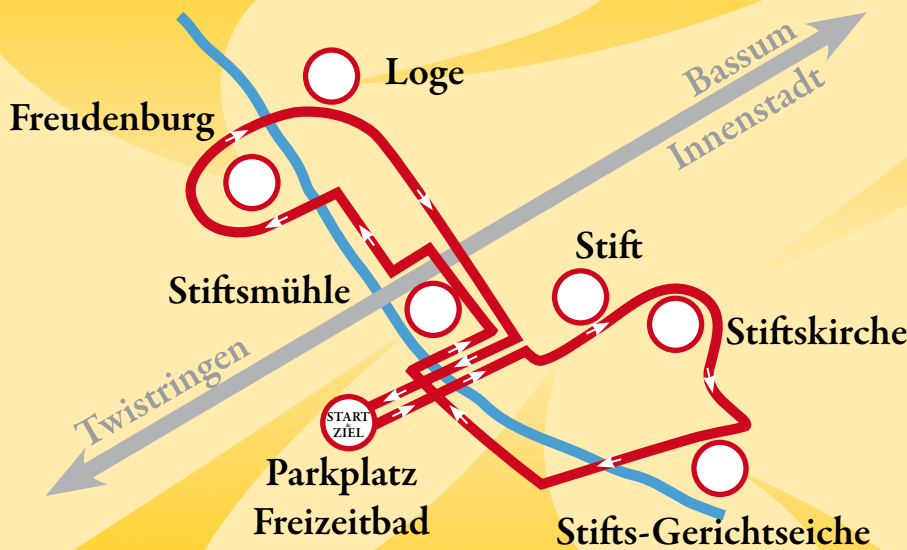 Loge
Bassum
Innenstadt
Freudenburg
Stift
Stiftsmühle
Stiftskirche
Twistringen
START
&
ZIEL
Parkplatz
Freizeitbad
Stifts-Gerichtseiche